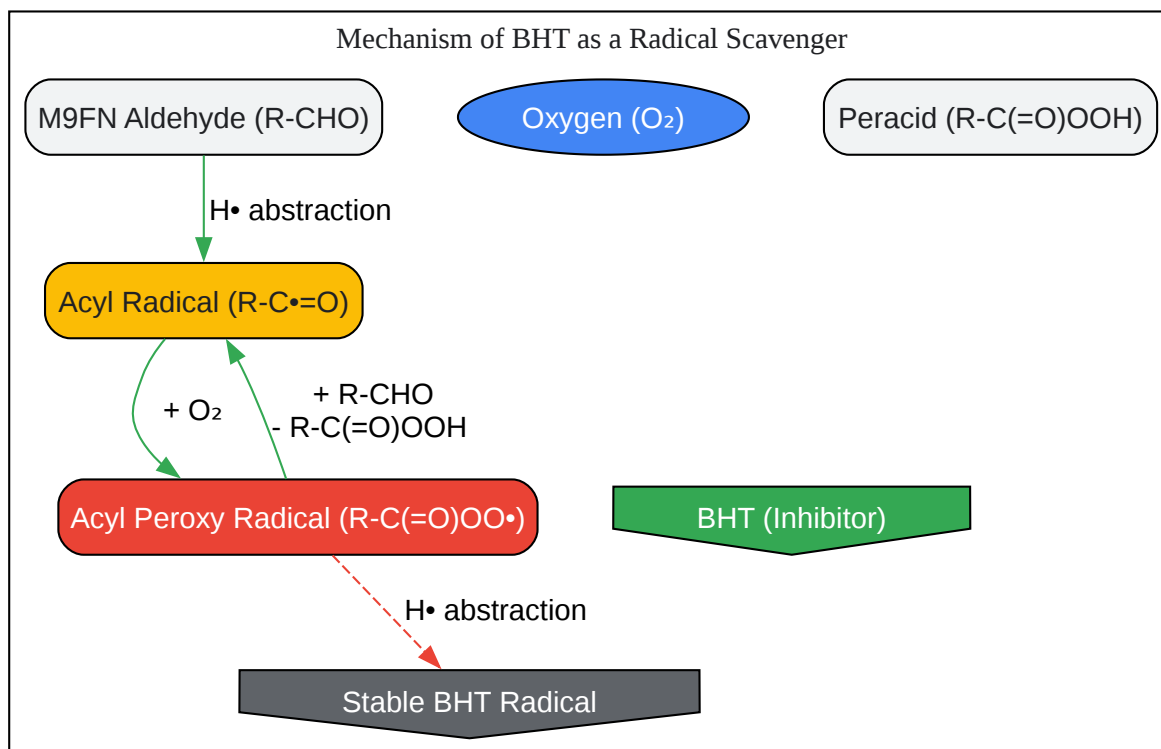 Mechanism of BHT as a Radical Scavenger
M9FN Aldehyde (R-CHO)
Oxygen (O₂)
Peracid (R-C(=O)OOH)
H• abstraction
Acyl Radical (R-C•=O)
+ O₂
+ R-CHO
- R-C(=O)OOH
Acyl Peroxy Radical (R-C(=O)OO•)
BHT (Inhibitor)
H• abstraction
Stable BHT Radical